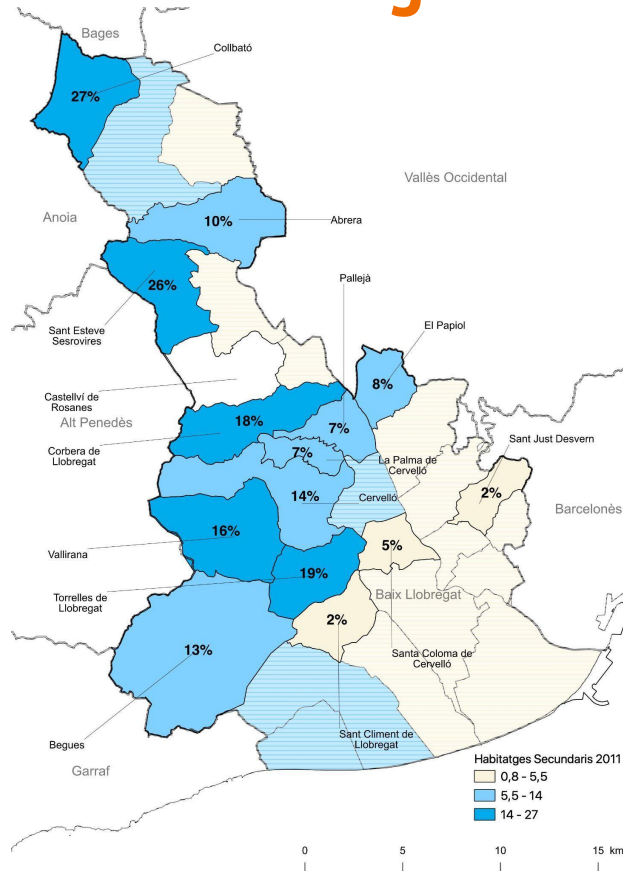 Bages
Collbató
27%
Vallès Occidental
Anoia
10%
Abrera
26%
Pallejà
El Papiol
Sant Esteve
Sesrovires
8%
Castellví de
Rosanes
Alt Penedès
18%
7%
Sant Just Desvern
Corbera de
Llobregat
7%
La Palma de
Cervelló
2%
14%
Cervelló
Barcelonès
16%
5%
Vallirana
19%
Torrelles de
Llobregat
Baix Llobregat
2%
13%
Santa Coloma de
Cervelló
Begues
Sant Climent de
Llobregat
Garraf
Habitatges Secundaris 2011
0,8 - 5,5
5,5 - 14
14 - 27
0 5 10 15 km